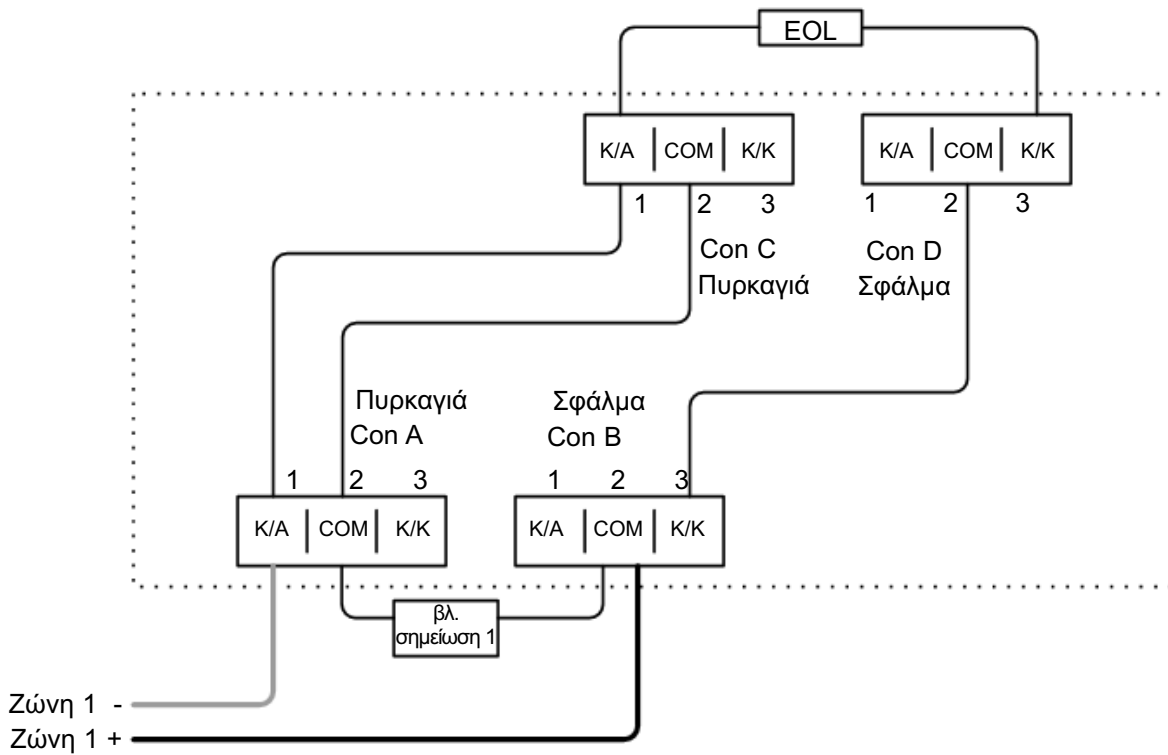 EOL
Κ/Α COM Κ/Κ
Κ/Α COM Κ/Κ
1 2 3
1 2 3
Con C
Πυρκαγιά
Con D
Σφάλμα
Πυρκαγιά
Con A
Σφάλμα
Con B
1 2 3
1 2 3
Κ/Α COM Κ/Κ
Κ/Α COM Κ/Κ
βλ.
σημείωση 1
Ζώνη 1 -
Ζώνη 1 +